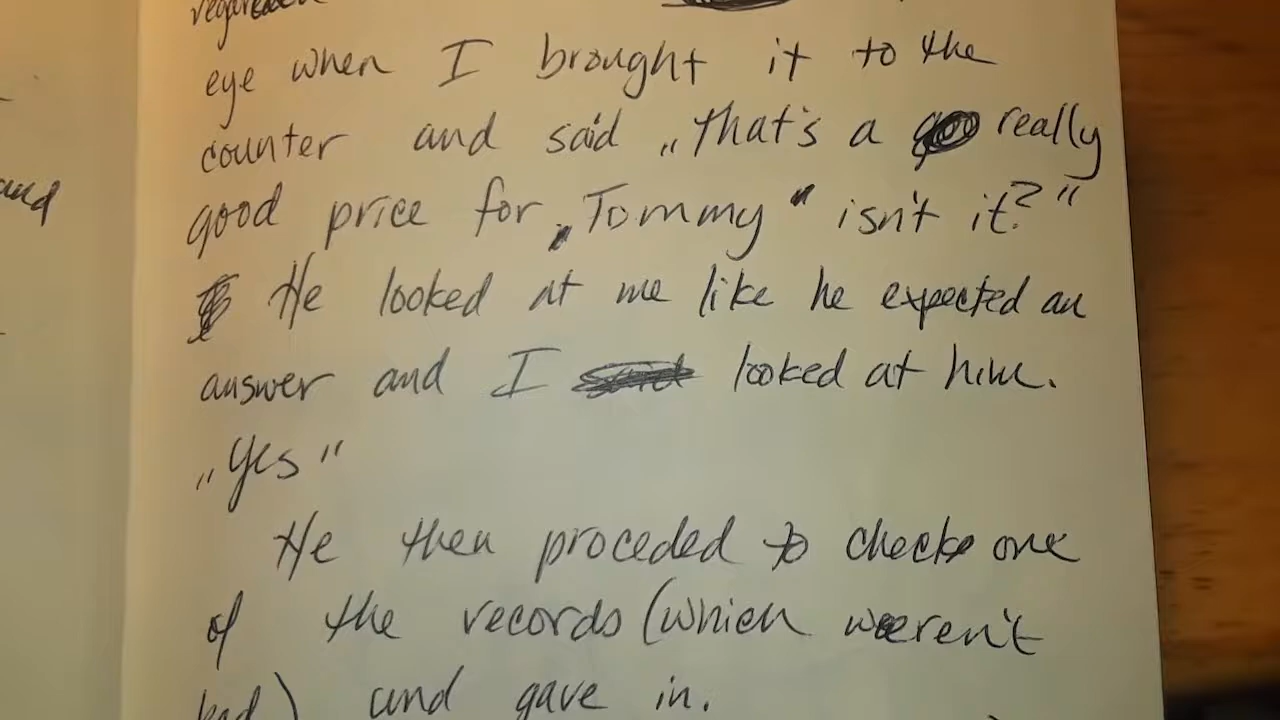 eye when I brought it to the
and
counter and said „that's a really
good price for „Tommy" isn't it?"
He looked at me like he expected an
answer and I looked at him.
„Yes"
He then proceded to check one
of the records (which weren't
bad) and gave in.